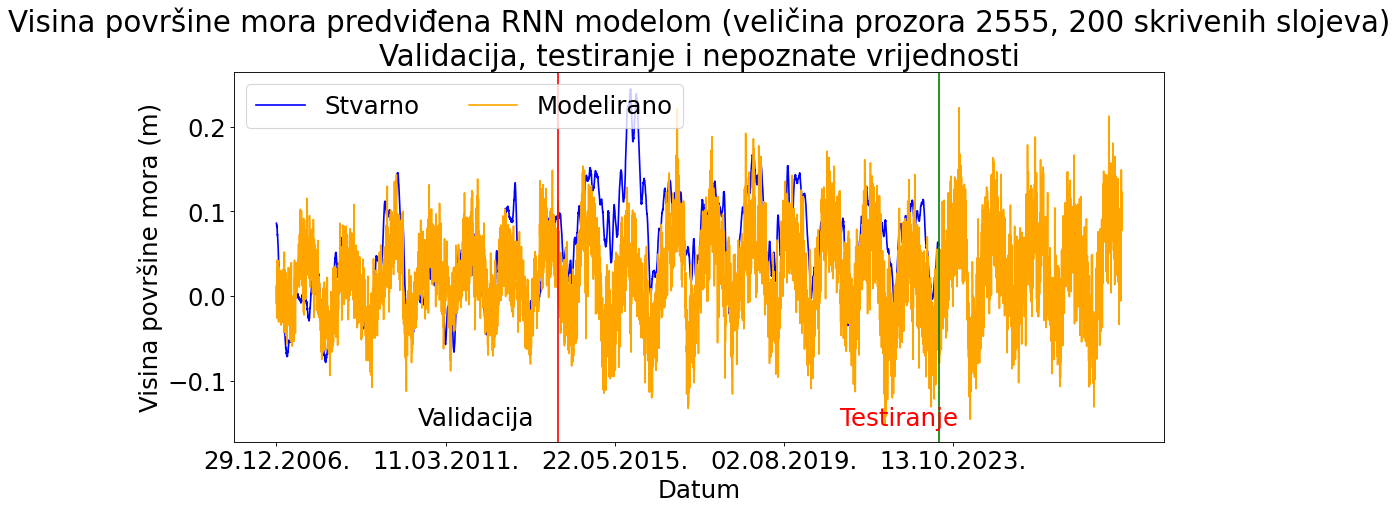 Visina površine mora predviđena RNN modelom (veličina prozora 2555, 200 skrivenih slojeva)
Validacija, testiranje i nepoznate vrijednosti
Stvarno Modelirano
Visina površine mora (m)
0.2
0.1
0.0
−0.1
Validacija Testiranje
29.12.2006. 11.03.2011. 22.05.2015. 02.08.2019. 13.10.2023.
Datum